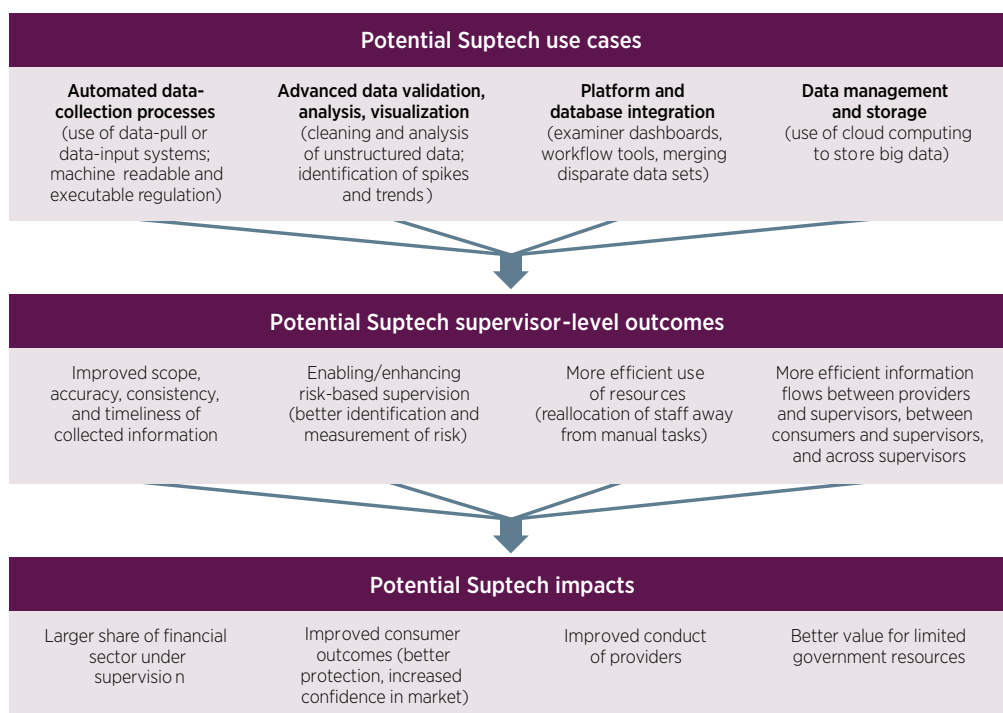 Potential Suptech use cases
Automated data-
collection processes
(use of data-pull or
data-input systems;
machine readable and
executable regulation)
Advanced data validation,
analysis, visualization
(cleaning and analysis
of unstructured data;
identification of spikes
and trends)
Platform and
database integration
(examiner dashboards,
workflow tools, merging
disparate data sets)
Data management
and storage
(use of cloud computing
to store big data)
Potential Suptech supervisor-level outcomes
Improved scope,
accuracy, consistency,
and timeliness of
collected information
Enabling/enhancing
risk-based supervision
(better identification and
measurement of risk)
More efficient use
of resources
(reallocation of staff away
from manual tasks)
More efficient information
flows between providers
and supervisors, between
consumers and supervisors,
and across supervisors
Potential Suptech impacts
Larger share of financial
sector under
supervision
Improved consumer
outcomes (better
protection, increased
confidence in market)
Improved conduct
of providers
Better value for limited
government resources